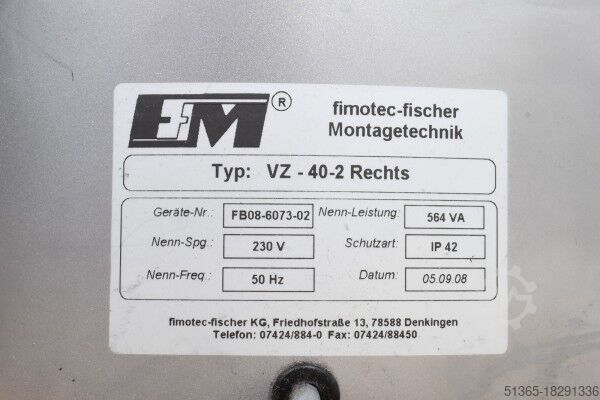 FM ®
fimotec-fischer
Montagetechnik
Typ: VZ - 40-2 Rechts
Geräte-Nr.: FB08-6073-02 Nenn-Leistung: 564 VA
Nenn-Spg.: 230 V Schutzart: IP 42
Nenn-Freq.: 50 Hz Datum: 05.09.08
fimotec-fischer KG, Friedhofstraße 13, 78588 Denkingen
Telefon: 07424/884-0 Fax: 07424/88450
51365-18291336